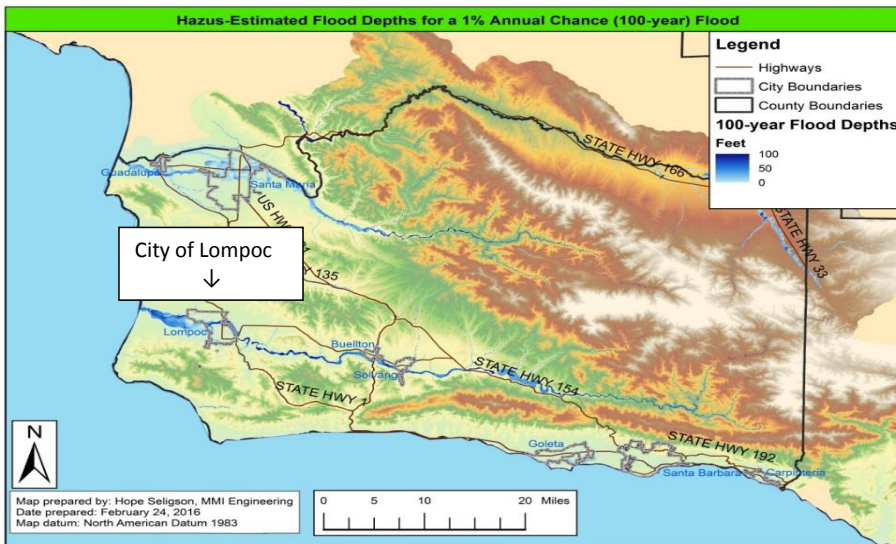 Hazus-Estimated Flood Depths for a 1% Annual Chance (100-year) Flood
Legend
Highways
City Boundaries
County Boundaries
100-year Flood Depths
Feet
100
50
0
STATE HWY 166
STATE HWY 33
Guadalupe
Santa Maria
US HWY
City of Lompoc
↓
135
Lompoc
Buellton
Solvang
STATE HWY 154
STATE HWY 1
Goleta
STATE HWY 192
Santa Barbara
Carpinteria
N
Map prepared by: Hope Seligson, MMI Engineering
Date prepared: February 24, 2016
Map datum: North American Datum 1983
0 5 10 20 Miles